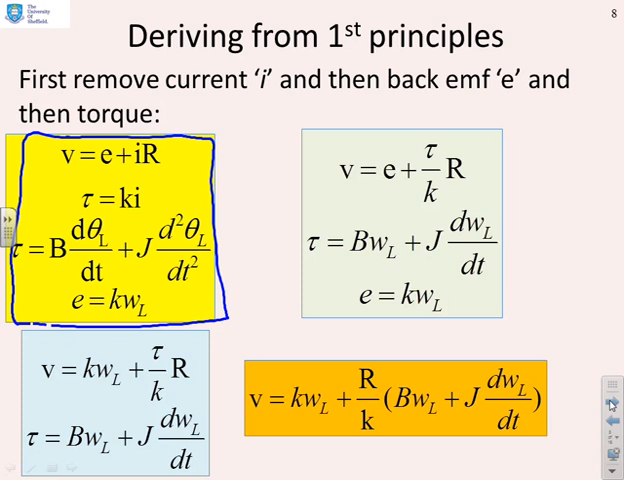 The
University
Of
Sheffield.
8
Deriving from 1st principles
First remove current ‘i’ and then back emf ‘e’ and
then torque:
v = e + iR
τ = ki
τ = B dθ_L/dt + J d²θ_L/dt²
e = kw_L
v = e + τ/k R
τ = Bw_L + J dw_L/dt
e = kw_L
v = kw_L + τ/k R
τ = Bw_L + J dw_L/dt
v = kw_L + R/k (Bw_L + J dw_L/dt)